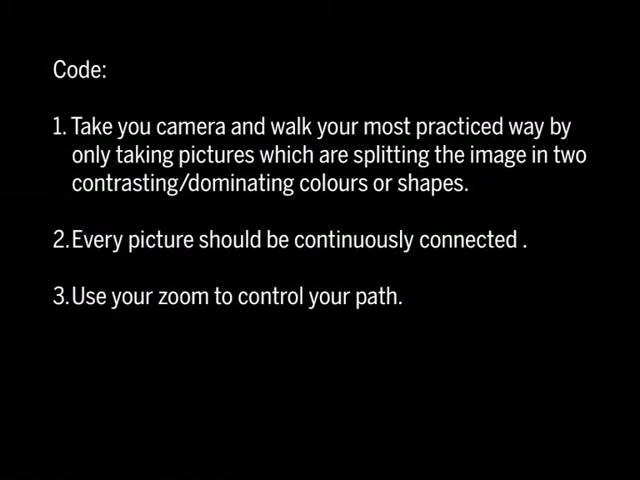 Code:
1. Take you camera and walk your most practiced way by
only taking pictures which are splitting the image in two
contrasting/dominating colours or shapes.
2.Every picture should be continuously connected .
3.Use your zoom to control your path.